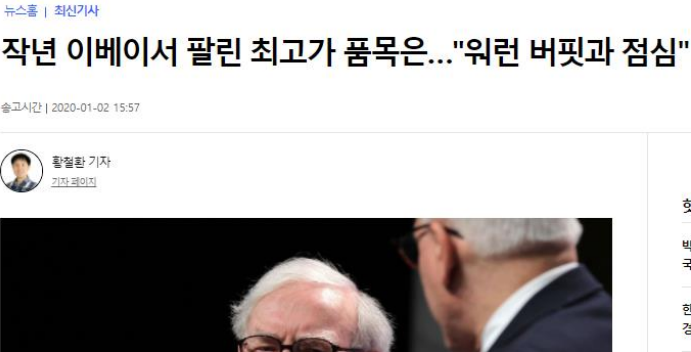 뉴스홈 | 최신기사
작년 이베이서 팔린 최고가 품목은..."워런 버핏과 점심"
송고시간 | 2020-01-02 15:57
황철환 기자
기자 페이지